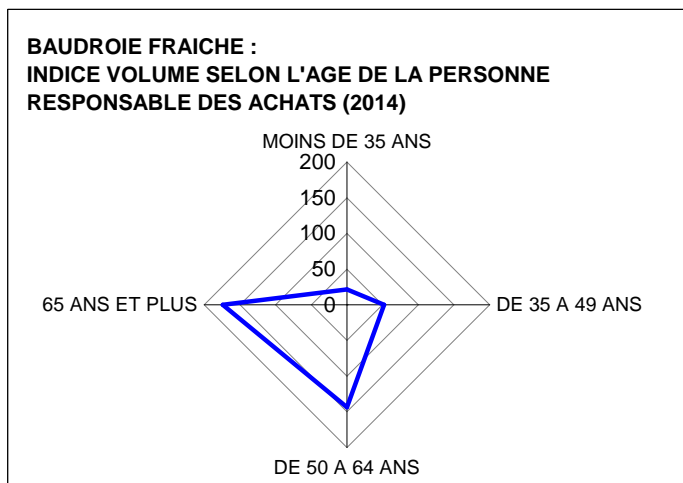 BAUDROIE FRAICHE :
INDICE VOLUME SELON L'AGE DE LA PERSONNE
RESPONSABLE DES ACHATS (2014)
MOINS DE 35 ANS
200
150
100
50
0
65 ANS ET PLUS
DE 35 A 49 ANS
DE 50 A 64 ANS